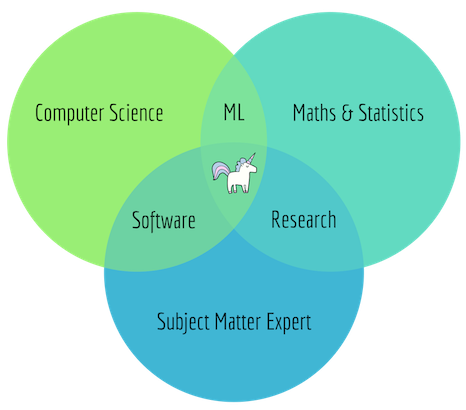 Computer Science
ML
Maths & Statistics
Software
Research
Subject Matter Expert